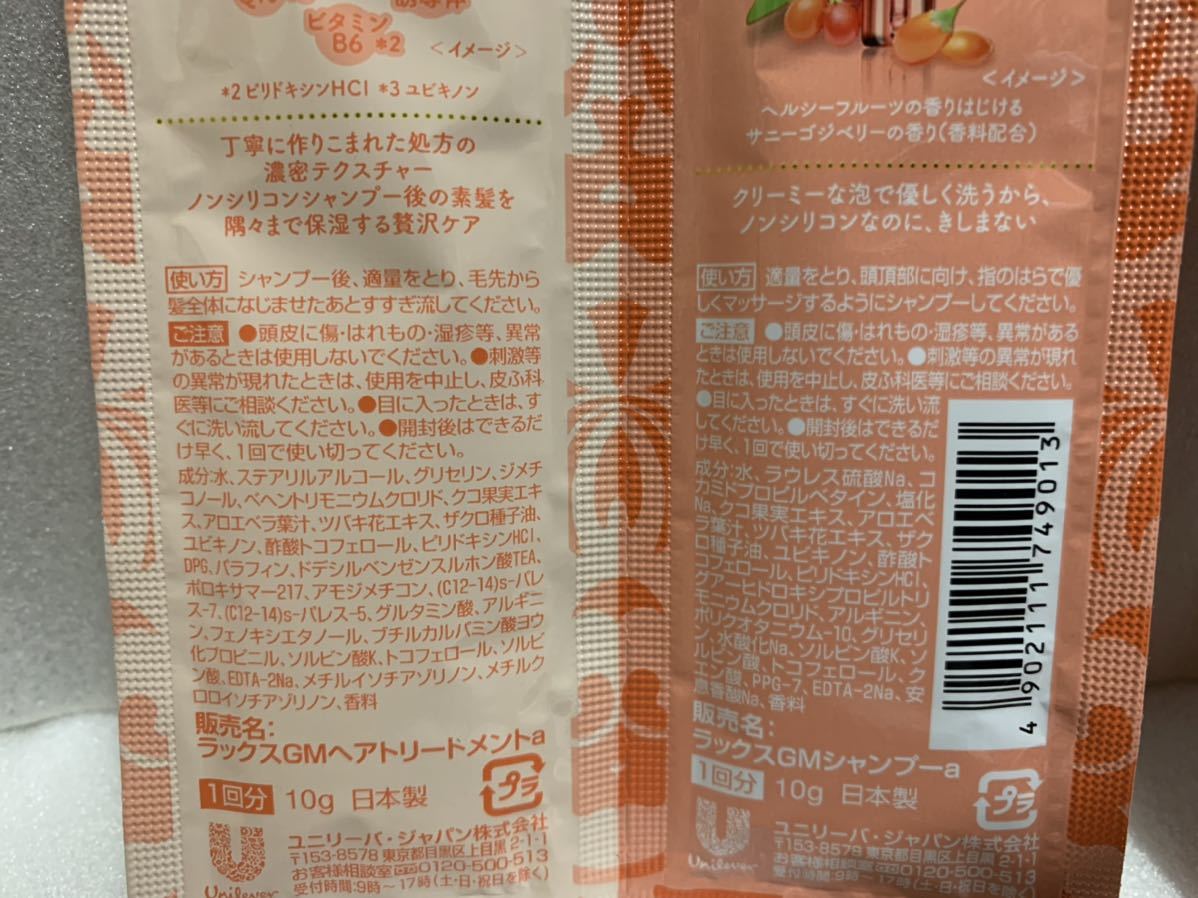 ビタミン
B6 *2
<イメージ>
*2 ピリドキシンHCl *3 ユビキノン
丁寧に作りこまれた処方の
濃密テクスチャー
ノンシリコンシャンプー後の素髪を
隅々まで保湿する贅沢ケア
使い方 シャンプー後、適量をとり、毛先から
髪全体になじませたあとすすぎ流してください。
ご注意 ●頭皮に傷・はれもの・湿疹等、異常
があるときは使用しないでください。●刺激等
の異常が現れたときは、使用を中止し、皮ふ科
医等にご相談ください。●目に入ったときは、す
ぐに洗い流してください。●開封後はできるだ
け早く、1回で使い切ってください。
成分:水、ステアリルアルコール、グリセリン、ジメチ
コノール、ベヘントリモニウムクロリド、クコ果実エキ
ス、アロエベラ葉汁、ツバキ花エキス、ザクロ種子油、
ユビキノン、酢酸トコフェロール、ピリドキシンHCl、
DPG、パラフィン、ドデシルベンゼンスルホン酸TEA、
ポロキサマー217、アモジメチコン、(C12-14)s-パレ
ス-7、(C12-14)s-パレス-5、グルタミン酸、アルギニ
ン、フェノキシエタノール、ブチルカルバミン酸ヨウ
化プロピニル、ソルビン酸K、トコフェロール、ソルビ
ン酸、EDTA-2Na、メチルイソチアゾリノン、メチルク
ロロイソチアゾリノン、香料
販売名:
ラックスGMヘアトリートメントa
1回分 10g 日本製
プラ
Unilever
ユニリーバ・ジャパン株式会社
〒153-8578 東京都目黒区上目黒 2-1-1
お客様相談室 0120-500-513
受付時間:9時〜17時(土・日・祝日を除く)
<イメージ>
ヘルシーフルーツの香りはじける
サニーゴジベリーの香り(香料配合)
クリーミーな泡で優しく洗うから、
ノンシリコンなのに、きしまない
使い方 適量をとり、頭頂部に向け、指のはらで優
しくマッサージするようにシャンプーしてください。
ご注意 ●頭皮に傷・はれもの・湿疹等、異常がある
ときは使用しないでください。●刺激等の異常が現れ
たときは、使用を中止し、皮ふ科医等にご相談ください。
●目に入ったときは、すぐに洗い流
してください。●開封後はできるだ
け早く、1回で使い切ってください。
成分:水、ラウレス硫酸Na、コ
カミドプロピルベタイン、塩化
Na、クコ果実エキス、アロエベ
ラ葉汁、ツバキ花エキス、ザク
ロ種子油、ユビキノン、酢酸ト
コフェロール、ピリドキシンHCl、
グアーヒドロキシプロピルトリ
モニウムクロリド、アルギニン、
ポリクオタニウム-10、グリセリ
ン、水酸化Na、ソルビン酸K、ソ
ルビン酸、トコフェロール、ク
エン酸、PPG-7、EDTA-2Na、安
息香酸Na、香料
4902111749013
販売名:
ラックスGMシャンプーa
1回分 10g 日本製
プラ
Unilever
ユニリーバ・ジャパン株式会社
〒153-8578 東京都目黒区上目黒 2-1-1
お客様相談室 0120-500-513
受付時間:9時〜17時(土・日・祝日を除く)